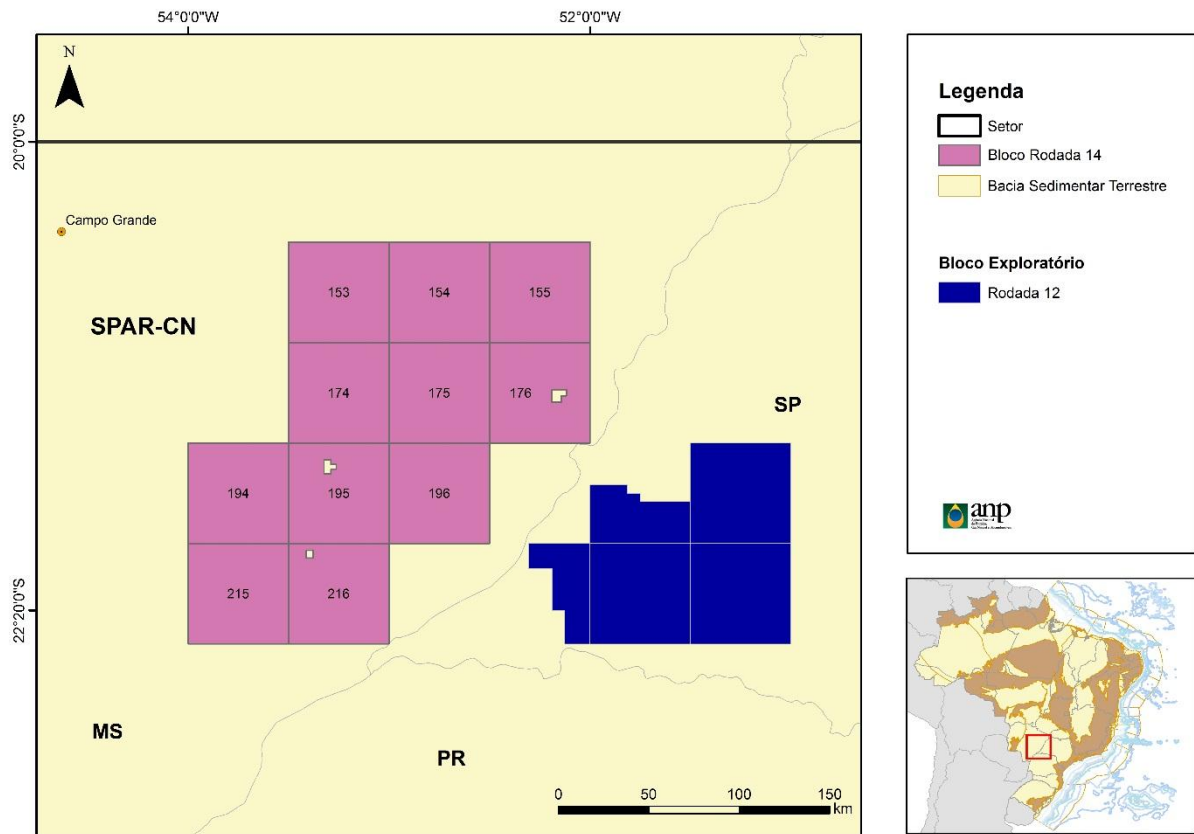 54°0'0"W
52°0'0"W
N
20°0'0"S
Campo Grande
153
154
155
SPAR-CN
174
175
176
SP
194
195
196
22°20'0"S
215
216
MS
PR
0
50
100
150
km
Legenda
Setor
Bloco Rodada 14
Bacia Sedimentar Terrestre
Bloco Exploratório
Rodada 12
anp